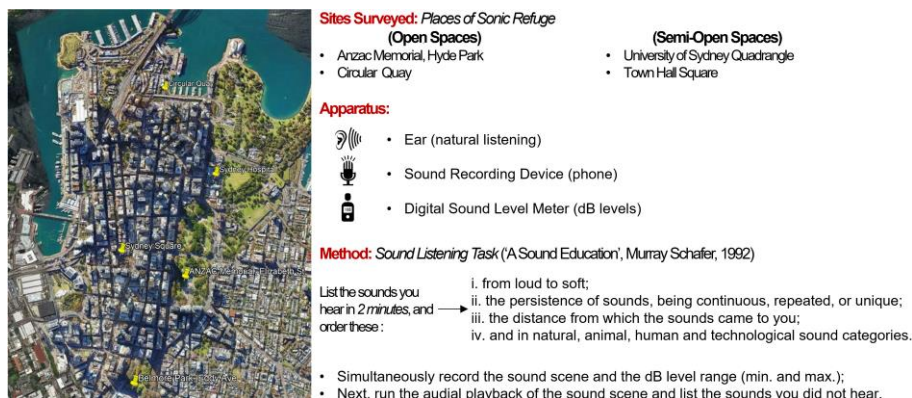 Sites Surveyed: Places of Sonic Refuge
(Open Spaces)
• Anzac Memorial, Hyde Park
• Circular Quay
(Semi-Open Spaces)
• University of Sydney Quadrangle
• Town Hall Square
Apparatus:
• Ear (natural listening)
• Sound Recording Device (phone)
• Digital Sound Level Meter (dB levels)
Method: Sound Listening Task ('A Sound Education', Murray Schafer, 1992)
List the sounds you
hear in 2 minutes, and
order these :
i. from loud to soft;
ii. the persistence of sounds, being continuous, repeated, or unique;
iii. the distance from which the sounds came to you;
iv. and in natural, animal, human and technological sound categories.
• Simultaneously record the sound scene and the dB level range (min. and max.);
• Next, run the audial playback of the sound scene and list the sounds you did not hear.
Circular Quay
Sydney Hospital
Sydney Square
ANZAC Memorial, Elizabeth St
Belmore Park, Eddy Ave